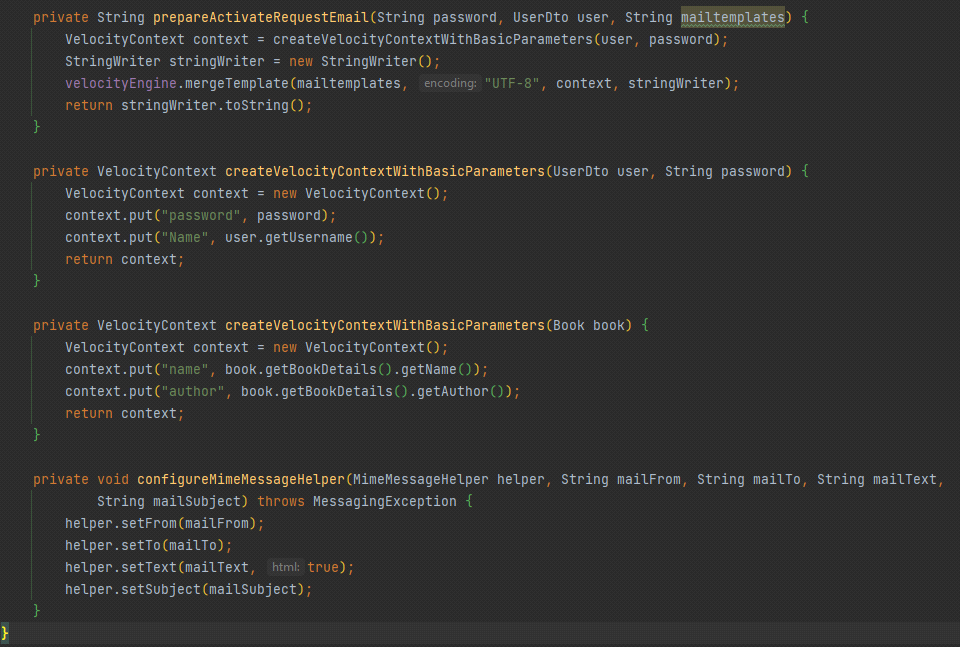 private String prepareActivateRequestEmail(String password, UserDto user, String mailtemplates) {
    VelocityContext context = createVelocityContextWithBasicParameters(user, password);
    StringWriter stringWriter = new StringWriter();
    velocityEngine.mergeTemplate(mailtemplates, encoding: "UTF-8", context, stringWriter);
    return stringWriter.toString();
}
private VelocityContext createVelocityContextWithBasicParameters(UserDto user, String password) {
    VelocityContext context = new VelocityContext();
    context.put("password", password);
    context.put("Name", user.getUsername());
    return context;
}
private VelocityContext createVelocityContextWithBasicParameters(Book book) {
    VelocityContext context = new VelocityContext();
    context.put("name", book.getBookDetails().getName());
    context.put("author", book.getBookDetails().getAuthor());
    return context;
}
private void configureMimeMessageHelper(MimeMessageHelper helper, String mailFrom, String mailTo, String mailText,
        String mailSubject) throws MessagingException {
    helper.setFrom(mailFrom);
    helper.setTo(mailTo);
    helper.setText(mailText, html: true);
    helper.setSubject(mailSubject);
}
}